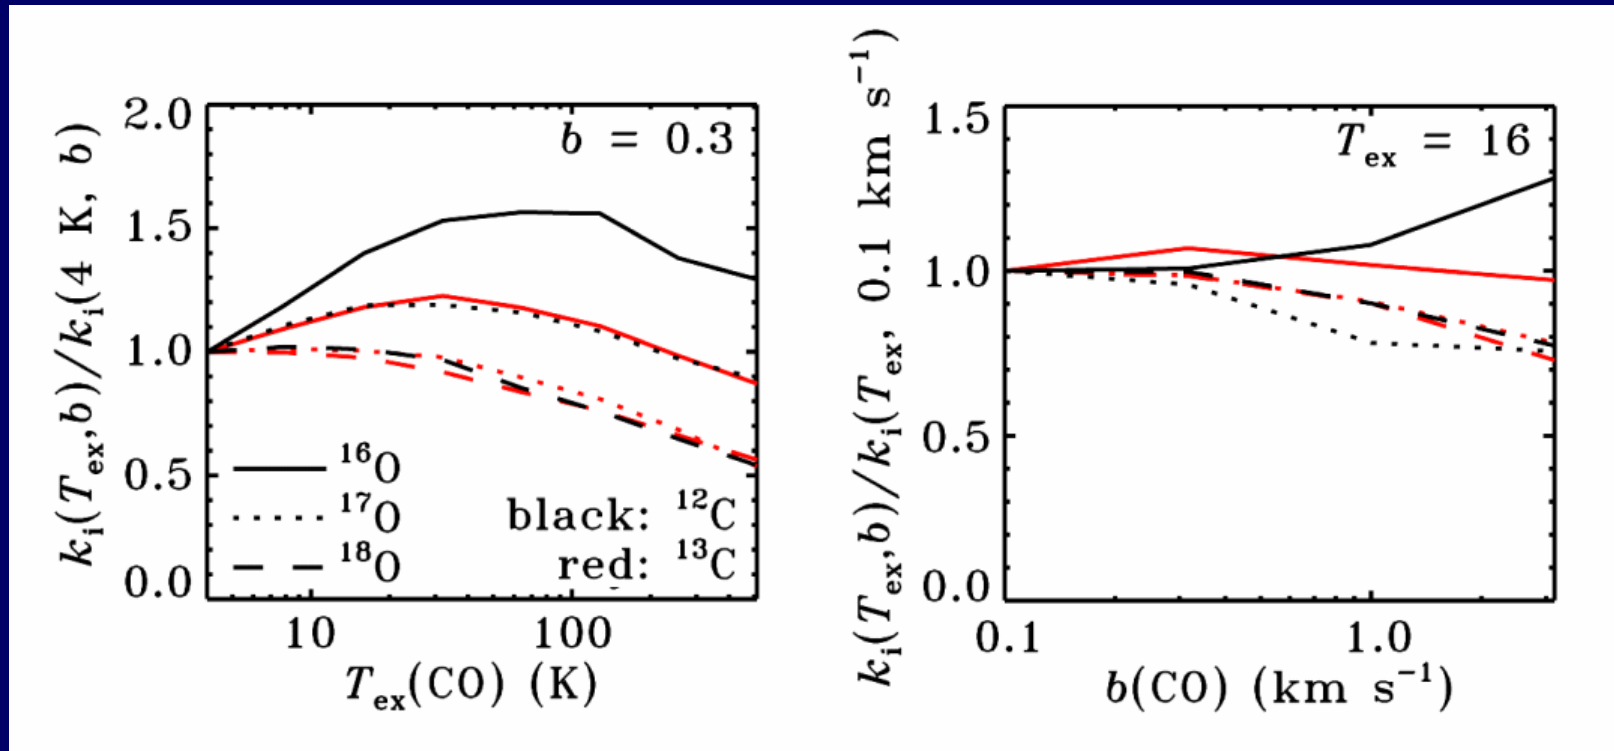 k_i(T_ex,b)/k_i(4 K, b)
2.0
1.5
1.0
0.5
0.0
b = 0.3
¹⁶O
¹⁷O
¹⁸O
black: ¹²C
red: ¹³C
10 100
T_ex(CO) (K)
k_i(T_ex,b)/k_i(T_ex, 0.1 km s⁻¹)
1.5
1.0
0.5
0.0
T_ex = 16
0.1 1.0
b(CO) (km s⁻¹)